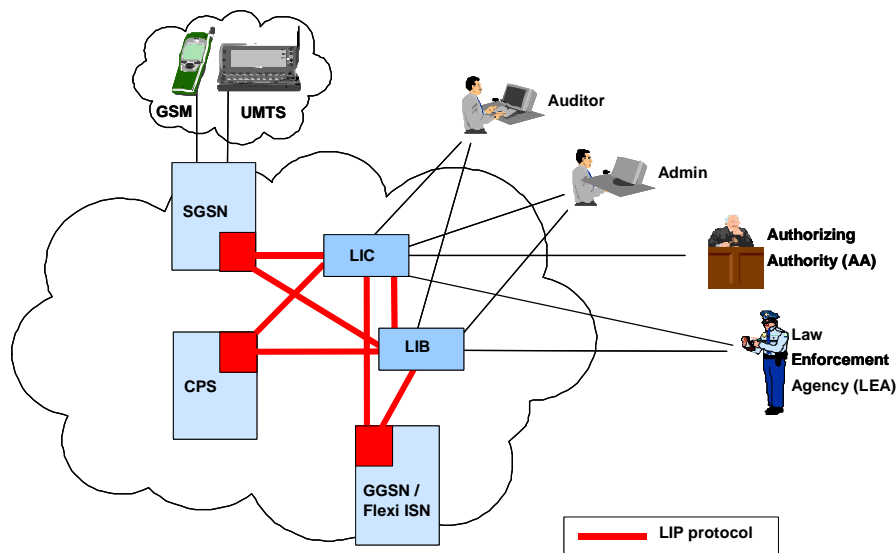 GSM
UMTS
Auditor
Admin
SGSN
LIC
Authorizing
Authority (AA)
LIB
Law
Enforcement
Agency (LEA)
CPS
GGSN /
Flexi ISN
LIP protocol